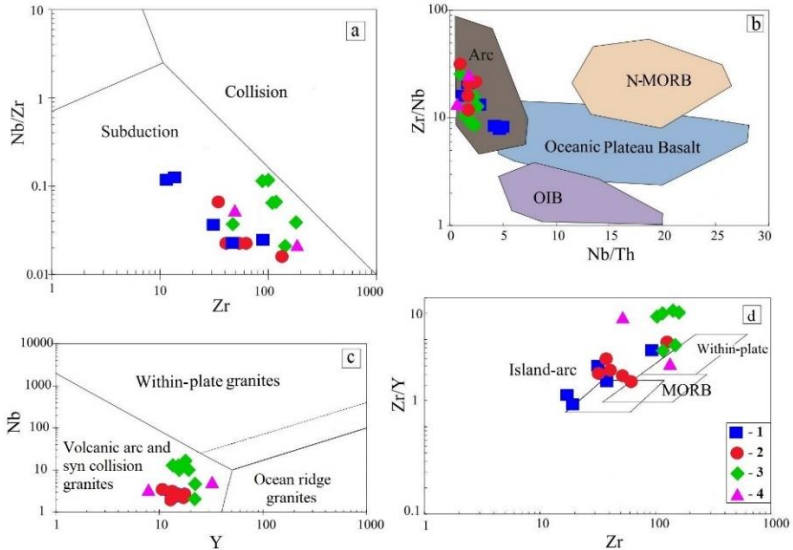 10
a
Nb/Zr
Collision
1
Subduction
0.1
0.01
1
10
100
1000
Zr
100
b
Arc
Zr/Nb
N-MORB
10
Oceanic Plateau Basalt
OIB
1
0
5
10
15
20
25
30
Nb/Th
10000
c
1000
Within-plate granites
Nb
100
Volcanic arc and
syn collision
granites
10
Ocean ridge
granites
1
1
10
100
1000
Y
10
d
Within-plate
Zr/Y
Island-arc
MORB
1
- 1
- 2
- 3
- 4
.1
1
10
100
1000
Zr